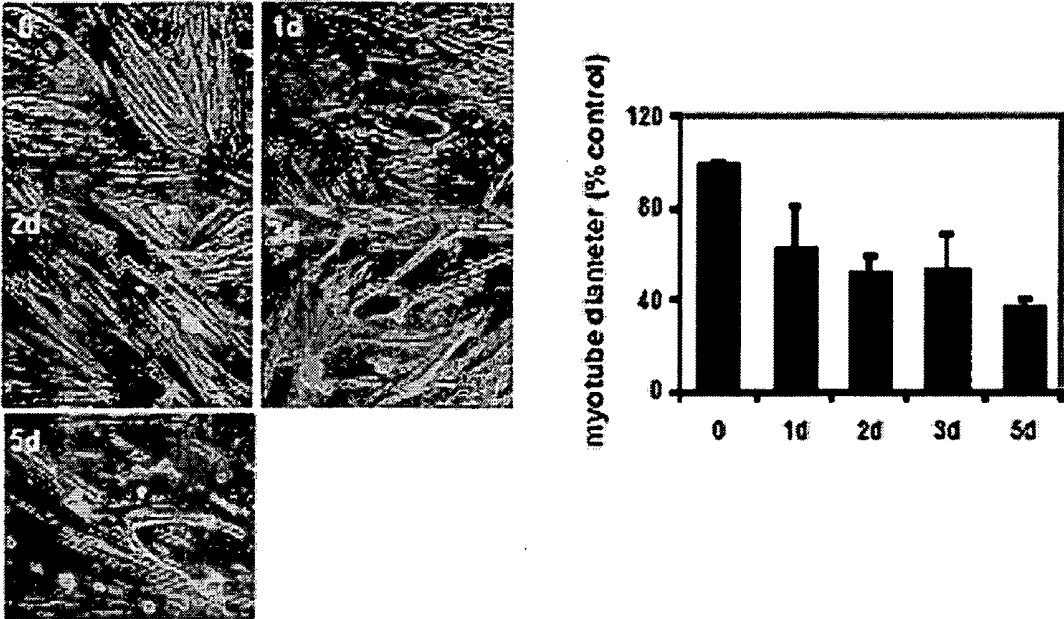 0
1d
2d
3d
5d
myotube diameter (% control)
120
80
40
0
0 1d 2d 3d 5d